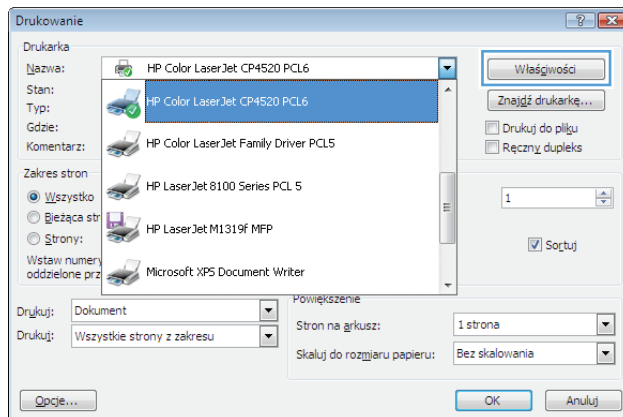 Drukowanie
Drukarka
Nazwa: HP Color LaserJet CP4520 PCL6 Właściwości
Stan: HP Color LaserJet CP4520 PCL6 Znajdź drukarkę...
Typ:
Gdzie: HP Color LaserJet Family Driver PCL5 Drukuj do pliku
Komentarz: Ręczny dupleks
Zakres stron HP LaserJet 8100 Series PCL 5
Wszystko 1
Bieżąca str HP LaserJet M1319f MFP
Strony: Sortuj
Wstaw numery
oddzielone prz Microsoft XPS Document Writer
Powiększenie
Drukuj: Dokument Stron na arkusz: 1 strona
Drukuj: Wszystkie strony z zakresu Skaluj do rozmiaru papieru: Bez skalowania
Opcje... OK Anuluj